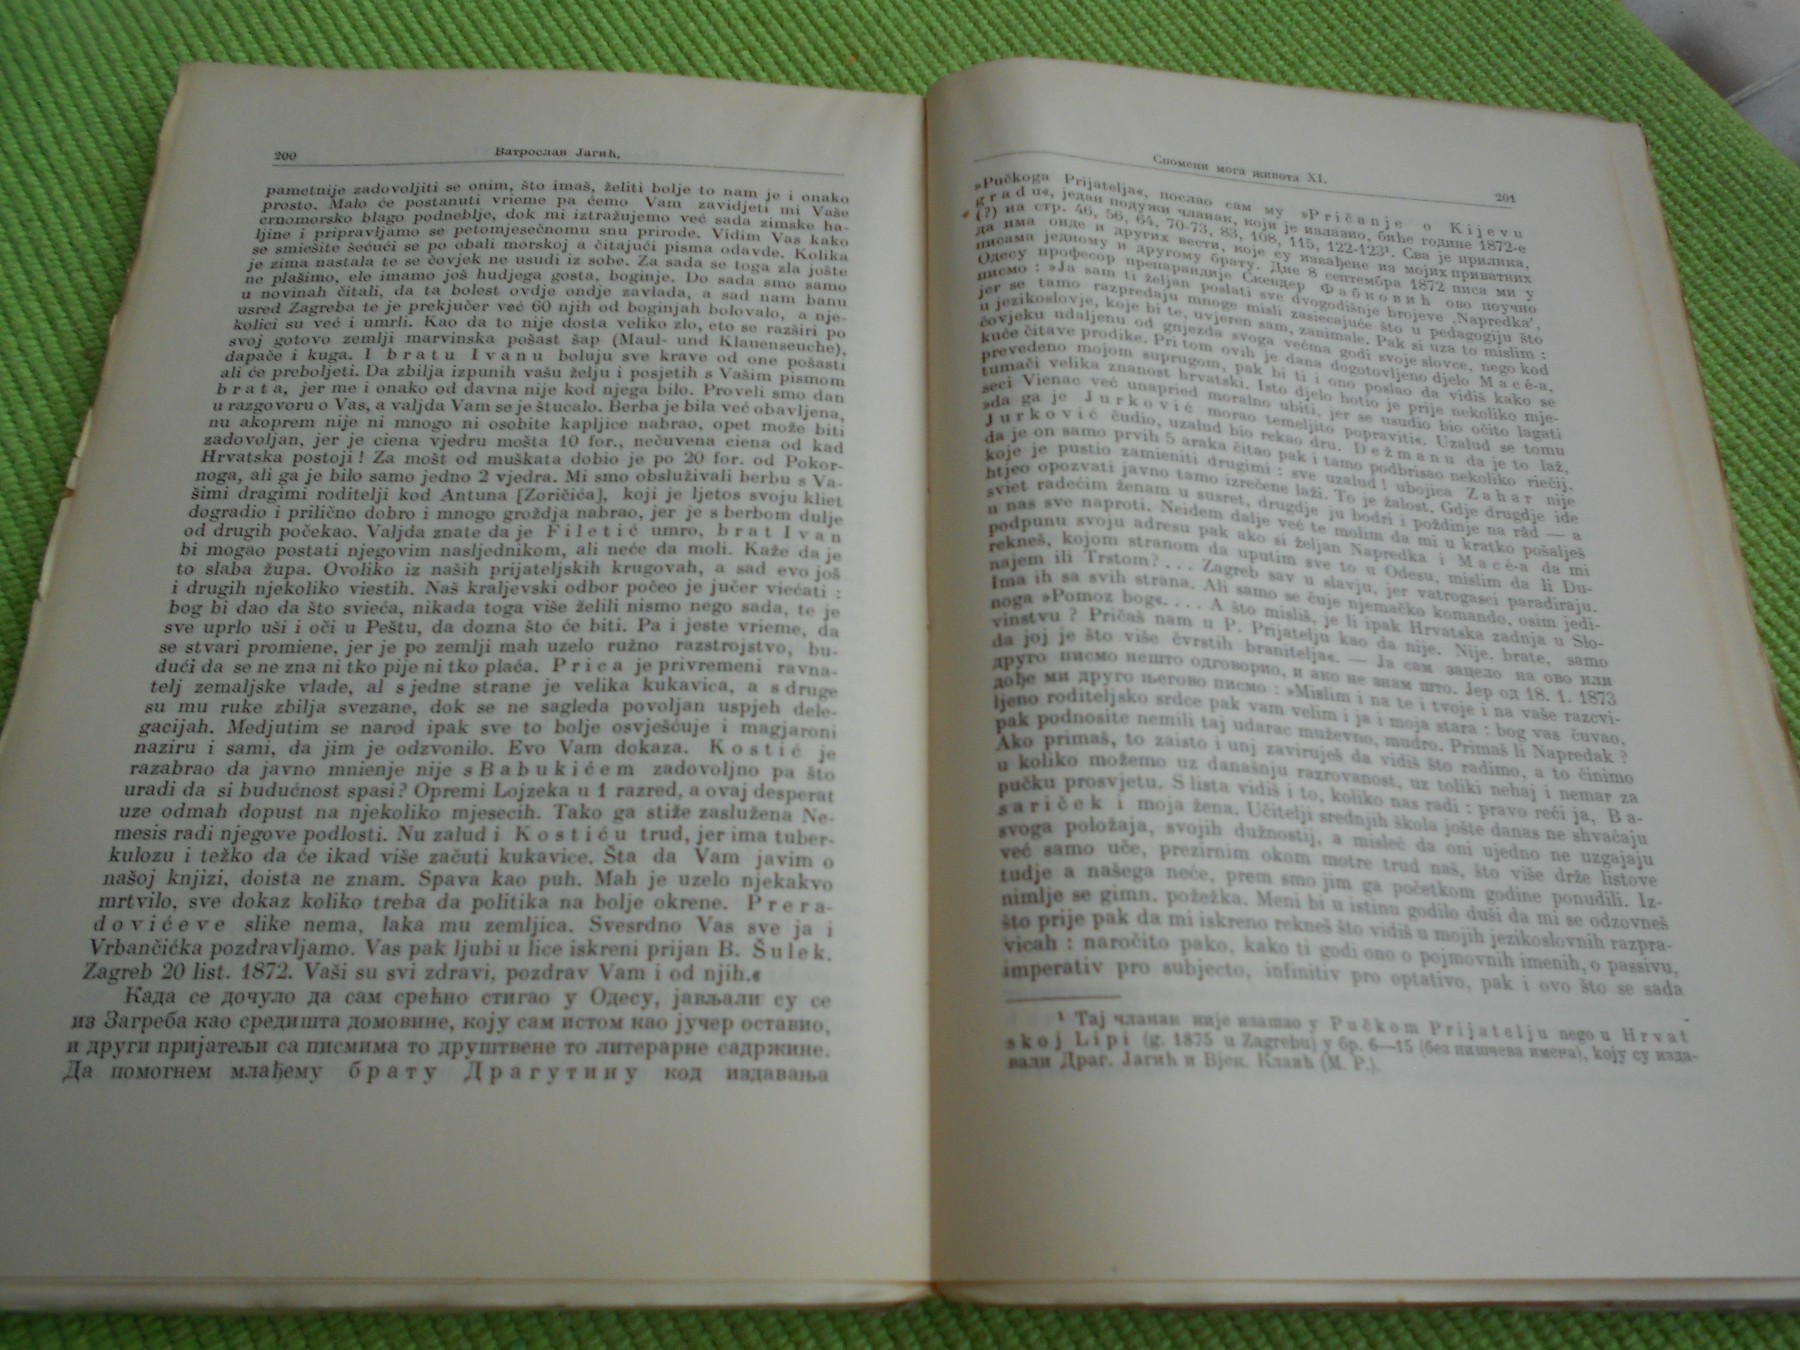 200
Ватрослав Јагић,
pametnije zadovoljiti se onim, što imaš, želiti bolje to nam je i onako
prosto. Malo će postanuti vrieme pa ćemo Vam zavidjeti mi Vaše
crnomorsko blago podneblje, dok mi iztražujemo već sada zimske ha-
ljine i pripravljamo se petomjesečnomu snu prirode. Vidim Vas kako
se smiešite šećući se po obali morskoj a čitajući pisma odavde. Kolika
je zima nastala te se čovjek ne usudi iz sobe. Za sada se toga zla jošte
ne plašimo, ele imamo još hudjega gosta, boginje. Do sada smo samo
u novinah čitali, da ta bolest ovdje ondje zavlada, a sad nam banu
usred Zagreba te je prekjučer već 60 njih od boginjah bolovalo, a nje-
kolici su već i umrli. Kao da to nije dosta veliko zlo, eto se razširi po
svoj gotovo zemlji marvinska pošast šap (Maul- und Klauenseuche),
dapače i kuga. I bratu Ivanu boluju sve krave od one pošasti
ali će preboljeti. Da zbilja izpunih vašu želju i posjetih s Vašim pismom
brata, jer me i onako od davna nije kod njega bilo. Proveli smo dan
u razgovoru o Vas, a valjda Vam se je štucalo. Berba je bila već obavljena,
nu akoprem nije ni mnogo ni osobite kapljice nabrao, opet može biti
zadovoljan, jer je ciena vjedru mošta 10 for., nečuvena ciena od kad
Hrvatska postoji! Za mošt od muškata dobio je po 20 for. od Pokor-
noga, ali ga je bilo samo jedno 2 vjedra. Mi smo obsluživali berbu s Va-
šimi dragimi roditelji kod Antuna [Zoričića], koji je ljetos svoju kliet
dogradio i prilično dobro i mnogo groždja nabrao, jer je s berbom dulje
od drugih počekao. Valjda znate da je Filetić umro, brat Ivan
bi mogao postati njegovim nasljednikom, ali neće da moli. Kaže da je
to slaba župa. Ovoliko iz naših prijateljskih krugovah, a sad evo još
i drugih njekoliko viestih. Naš kraljevski odbor počeo je jučer viećati :
bog bi dao da što svieća, nikada toga više želili nismo nego sada, te je
sve uprlo uši i oči u Peštu, da dozna što će biti. Pa i jeste vrieme, da
se stvari promiene, jer je po zemlji mah uzelo ružno razstrojstvo, bu-
dući da se ne zna ni tko pije ni tko plaća. Prica je privremeni ravna-
telj zemaljske vlade, al s jedne strane je velika kukavica, a s druge
su mu ruke zbilja svezane, dok se ne sagleda povoljan uspjeh dele-
gacijah. Medjutim se narod ipak sve to bolje osvješćuje i magjaroni
naziru i sami, da jim je odzvonilo. Evo Vam dokaza. Kostić je
razabrao da javno mnienje nije s Babukićem zadovoljno pa što
uradi da si budućnost spasi? Opremi Lojzeka u 1 razred, a ovaj desperat
uze odmah dopust na njekoliko mjesecih. Tako ga stiže zaslužena Ne-
mesis radi njegove podlosti. Nu zalud i Kostiću trud, jer ima tuber-
kulozu i težko da će ikad više začuti kukavice. Šta da Vam javim o
našoj knjizi, doista ne znam. Spava kao puh. Mah je uzelo njekakvo
mrtvilo, sve dokaz koliko treba da politika na bolje okrene. Prera-
dovićeve slike nema, laka mu zemljica. Svesrdno Vas sve ja i
Vrbančićka pozdravljamo. Vas pak ljubi u lice iskreni prijan B. Šulek.
Zagreb 20 list. 1872. Vaši su svi zdravi, pozdrav Vam i od njih.«
Када се дочуло да сам срећно стигао у Одесу, јављали су се
из Загреба као средишта домовине, коју сам истом као јучер оставио,
и други пријатељи са писмима то друштвене то литерарне садржине.
Да помогнем млађему брату Драгутину код издавања
Спомени мога живота XI.
201
»Pučkoga Prijatelja«, послао сам му »Pričanje o Kijevu
gradu«, један подужи чланак, који је излазио, биће године 1872-е
(?) на стр. 46, 56, 64, 70-73, 83, 108, 115, 122-123¹. Сва је прилика,
да има онде и других вести, које су извађене из мојих приватних
писама једному и другому брату. Дне 8 септембра 1872 писа ми у
Одесу професор препарандије Скендер Фабковић ово поучно
писмо : »Ja sam ti željan poslati sve dvogodišnje brojeve ‚Napredka‘,
jer se tamo razpredaju mnoge misli zasiecajuće što u pedagogiju što
u jezikoslovje, koje bi te, uvjeren sam, zanimale. Pak si uza to mislim :
čovjeku udaljenu od gnjezda svoga većma godi svoje slovce, nego kod
kuće čitave prodike. Pri tom ovih je dana dogotovljeno djelo Macé-a,
prevedeno mojom suprugom, pak bi ti i ono poslao da vidiš kako se
tumači velika znanost hrvatski. Isto djelo hotio je prije nekoliko mje-
seci Vienac već unapried moralno ubiti, jer se usudio bio očito lagati
»da ga je Jurković morao temeljito popraviti«. Uzalud se tomu
Jurković čudio, uzalud bio rekao dru. Dežmanu da je to laž,
da je on samo prvih 5 araka čitao pak i tamo podbrisao nekoliko riečij,
koje je pustio zamieniti drugimi : sve uzalud! ubojica Zahar nije
htjeo opozvati javno tamo izrečene laži. To je žalost. Gdje drugdje ide
sviet radećim ženam u susret, drugdje ju bodri i poždinje na rȃd — a
u nas sve naproti. Neidem dalje već te molim da mi u kratko pošalješ
podpunu svoju adresu pak ako si željan Napredka i Macé-a da mi
rekneš, kojom stranom da uputim sve to u Odesu, mislim da li Du-
najem ili Trstom?... Zagreb sav u slavju, jer vatrogasci paradiraju.
Ima ih sa svih strana. Ali samo se čuje njemačko komando, osim jedi-
noga »Pomoz bog«.... A što misliš, je li ipak Hrvatska zadnja u Slo-
vinstvu ? Pričaš nam u P. Prijatelju kao da nije. Nije, brate, samo
da joj je što više čvrstih branitelja«. — Ја сам зацело на ово или
друго писмо нешто одговорио, и ако не знам што. Јер од 18. 1. 1873
дође ми друго његово писмо : »Mislim i na te i tvoje i na vaše razcvi-
ljeno roditeljsko srdce pak vam velim i ja i moja stara : bog vas čuvao,
pak podnosite nemili taj udarac muževno, mudro. Primaš li Napredak ?
Ako primaš, to zaisto i unj zaviruješ da vidiš što radimo, a to činimo
u koliko možemo uz današnju razrovanost, uz toliki nehaj i nemar za
pučku prosvjetu. S lista vidiš i to, koliko nas radi : pravo reći ja, Ba-
sariček i moja žena. Učitelji srednjih škola jošte danas ne shvaćaju
svoga položaja, svojih dužnostij, a misleć da oni ujedno ne uzgajaju
već samo uče, prezirnim okom motre trud naš, što više drže listove
tudje a našega neće, prem smo jim ga početkom godine ponudili. Iz-
nimlje se gimn. požežka. Meni bi u istinu godilo duši da mi se odzovneš
što prije pak da mi iskreno rekneš što vidiš u mojih jezikoslovnih razpra-
vicah : naročito pako, kako ti godi ono o pojmovnih imenih, o passivu,
imperativ pro subjecto, infinitiv pro optativo, pak i ovo što se sada
¹ Тај чланак није изашао у Pučkom Prijatelju nego u Hrvat
skoj Lipi (g. 1875 u Zagrebu) у бр. 6—15 (без пишчева имена), коју су изда-
вали Драг. Јагић и Вјек. Клаић (М. Р.).